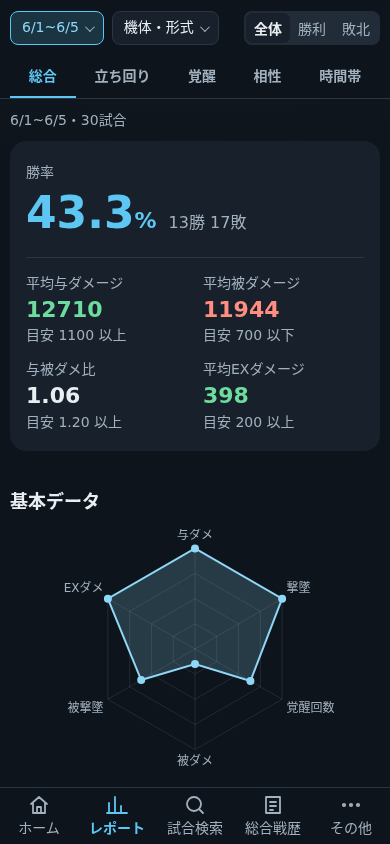 6/1~6/5 機体・形式 全体 勝利 敗北
総合 立ち回り 覚醒 相性 時間帯
6/1~6/5・30試合
勝率
43.3% 13勝 17敗
平均与ダメージ 平均被ダメージ
12710 11944
目安 1100 以上 目安 700 以下
与被ダメ比 平均EXダメージ
1.06 398
目安 1.20 以上 目安 200 以上
基本データ
与ダメ
EXダメ 撃墜
被撃墜 覚醒回数
被ダメ
ホーム レポート 試合検索 総合戦歴 その他